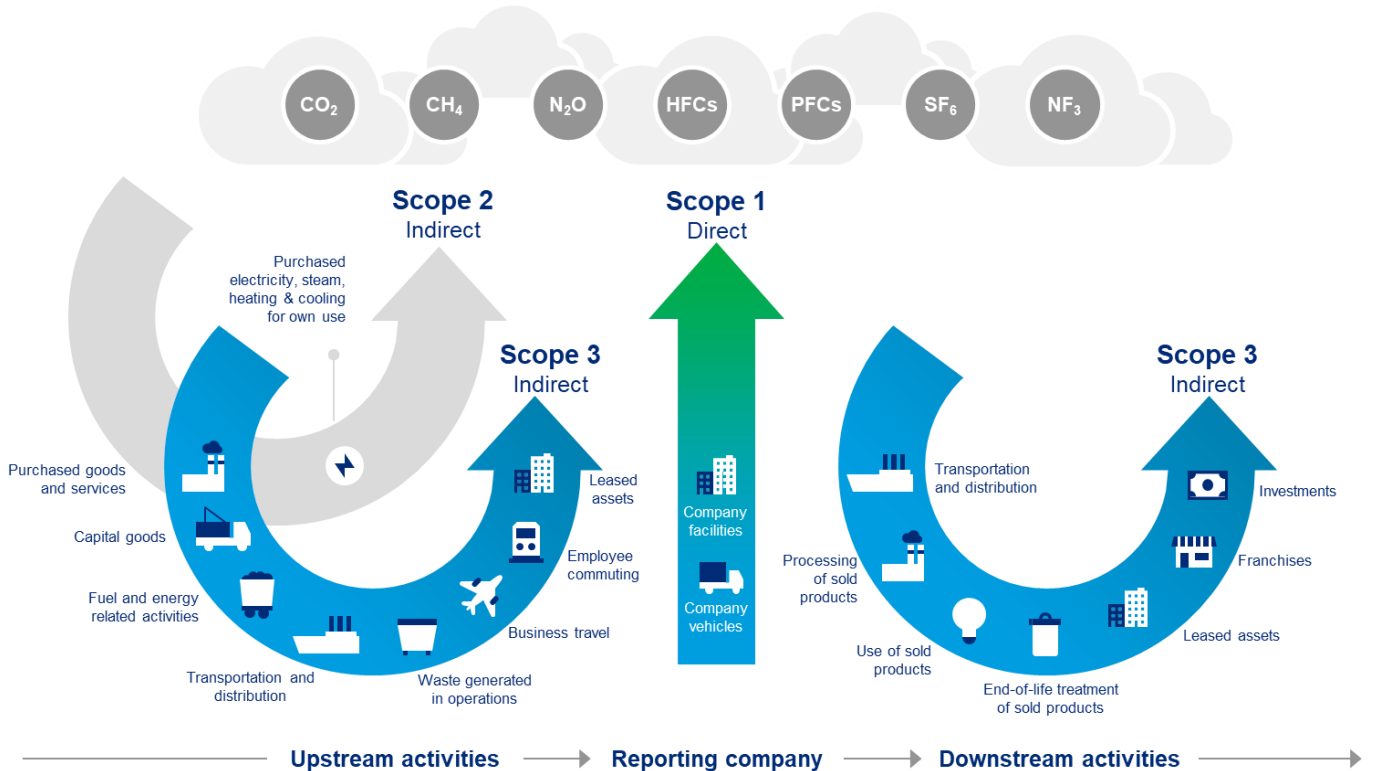 CO₂
CH₄
N₂O
HFCs
PFCs
SF₆
NF₃
Scope 2
Indirect
Purchased
electricity, steam,
heating & cooling
for own use
Scope 3
Indirect
Purchased goods
and services
Capital goods
Fuel and energy
related activities
Transportation and
distribution
Waste generated
in operations
Business travel
Employee
commuting
Leased
assets
Scope 1
Direct
Company
facilities
Company
vehicles
Scope 3
Indirect
Transportation
and distribution
Processing
of sold
products
Use of sold
products
End-of-life treatment
of sold products
Leased assets
Franchises
Investments
Upstream activities
Reporting company
Downstream activities